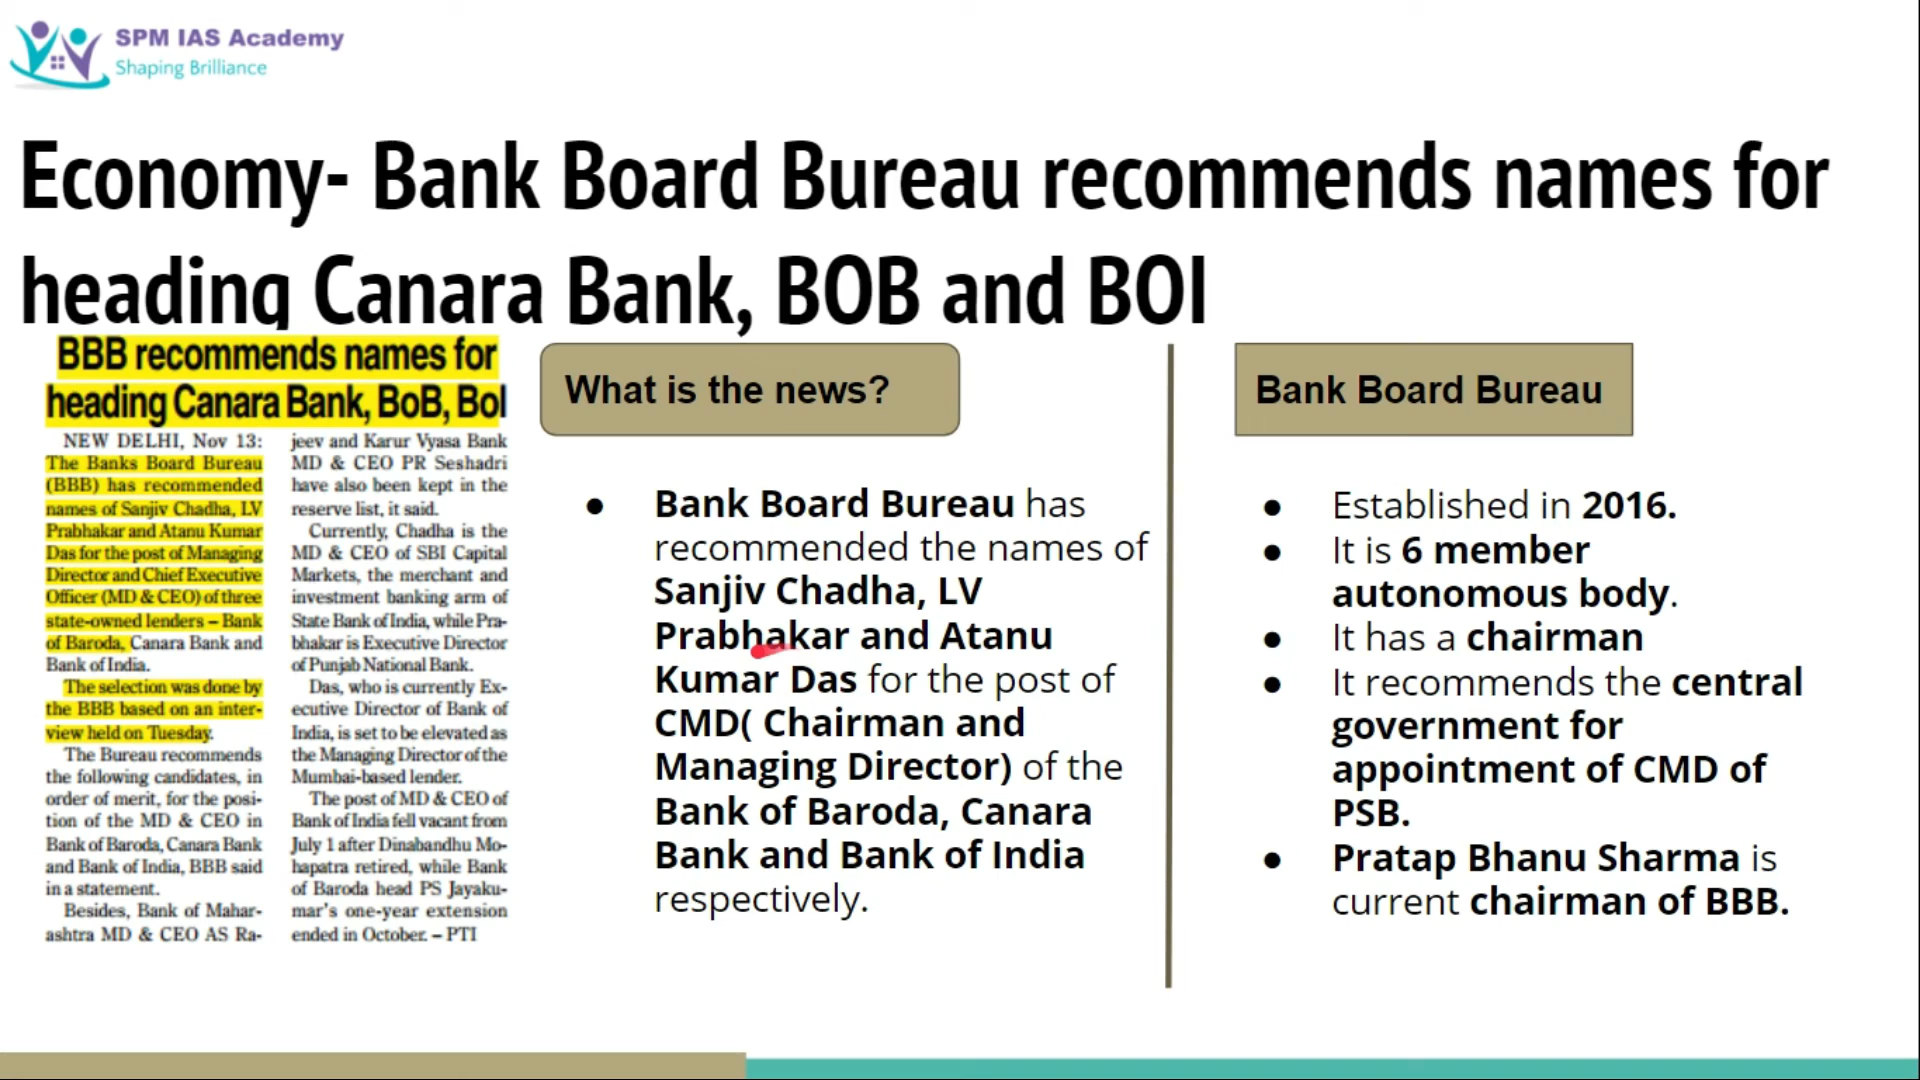 SPM IAS Academy
Shaping Brilliance
Economy- Bank Board Bureau recommends names for
heading Canara Bank, BOB and BOI
BBB recommends names for
heading Canara Bank, BoB, BoI
NEW DELHI, Nov 13:
The Banks Board Bureau
(BBB) has recommended
names of Sanjiv Chadha, LV
Prabhakar and Atanu Kumar
Das for the post of Managing
Director and Chief Executive
Officer (MD & CEO) of three
state-owned lenders – Bank
of Baroda, Canara Bank and
Bank of India.
The selection was done by
the BBB based on an inter-
view held on Tuesday.
The Bureau recommends
the following candidates, in
order of merit, for the posi-
tion of the MD & CEO in
Bank of Baroda, Canara Bank
and Bank of India, BBB said
in a statement.
Besides, Bank of Mahar-
ashtra MD & CEO AS Ra-
jeev and Karur Vyasa Bank
MD & CEO PR Seshadri
have also been kept in the
reserve list, it said.
Currently, Chadha is the
MD & CEO of SBI Capital
Markets, the merchant and
investment banking arm of
State Bank of India, while Pra-
bhakar is Executive Director
of Punjab National Bank.
Das, who is currently Ex-
ecutive Director of Bank of
India, is set to be elevated as
the Managing Director of the
Mumbai-based lender.
The post of MD & CEO of
Bank of India fell vacant from
July 1 after Dinabandhu Mo-
hapatra retired, while Bank
of Baroda head PS Jayaku-
mar's one-year extension
ended in October. – PTI
What is the news?
● Bank Board Bureau has
recommended the names of
Sanjiv Chadha, LV
Prabhakar and Atanu
Kumar Das for the post of
CMD( Chairman and
Managing Director) of the
Bank of Baroda, Canara
Bank and Bank of India
respectively.
Bank Board Bureau
● Established in 2016.
● It is 6 member
autonomous body.
● It has a chairman
● It recommends the central
government for
appointment of CMD of
PSB.
● Pratap Bhanu Sharma is
current chairman of BBB.